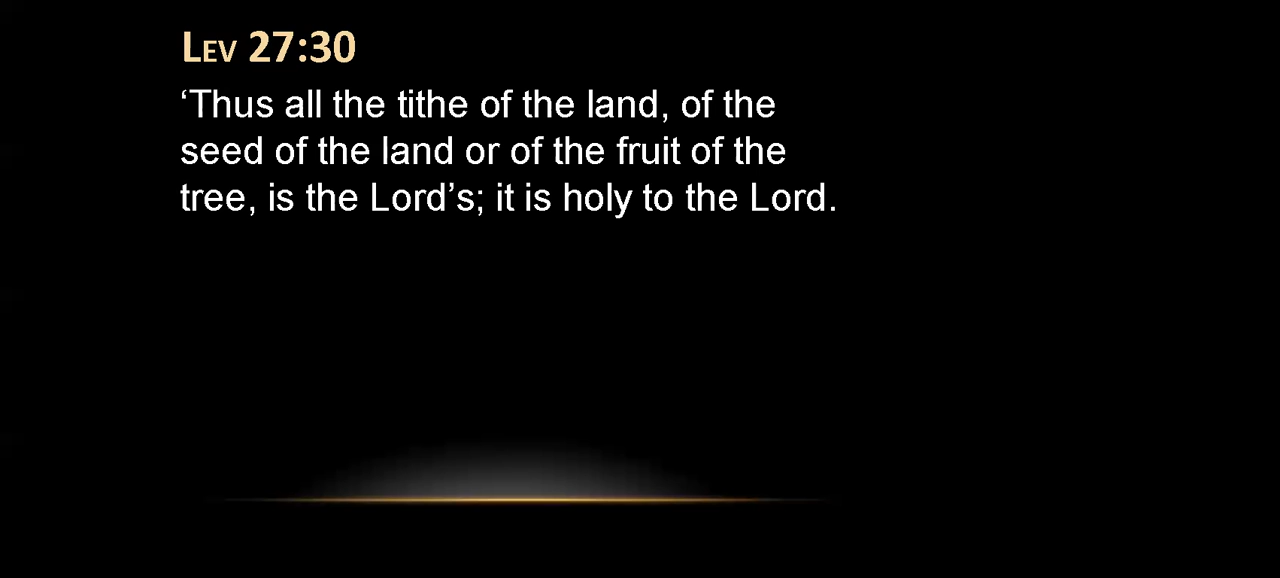 Lev 27:30
‘Thus all the tithe of the land, of the
seed of the land or of the fruit of the
tree, is the Lord’s; it is holy to the Lord.